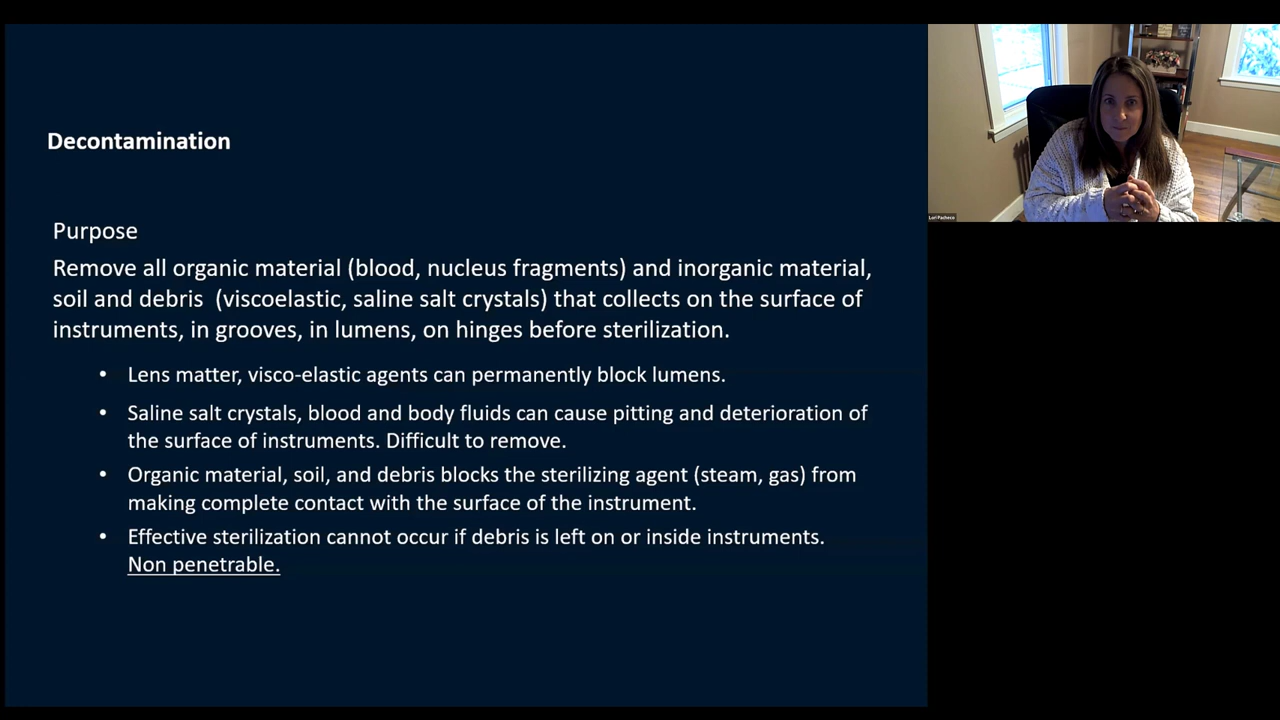 Decontamination
Purpose
Remove all organic material (blood, nucleus fragments) and inorganic material,
soil and debris  (viscoelastic, saline salt crystals) that collects on the surface of
instruments, in grooves, in lumens, on hinges before sterilization.
• Lens matter, visco-elastic agents can permanently block lumens.
• Saline salt crystals, blood and body fluids can cause pitting and deterioration of
the surface of instruments. Difficult to remove.
• Organic material, soil, and debris blocks the sterilizing agent (steam, gas) from
making complete contact with the surface of the instrument.
• Effective sterilization cannot occur if debris is left on or inside instruments.
Non penetrable.
Lori Pacheco